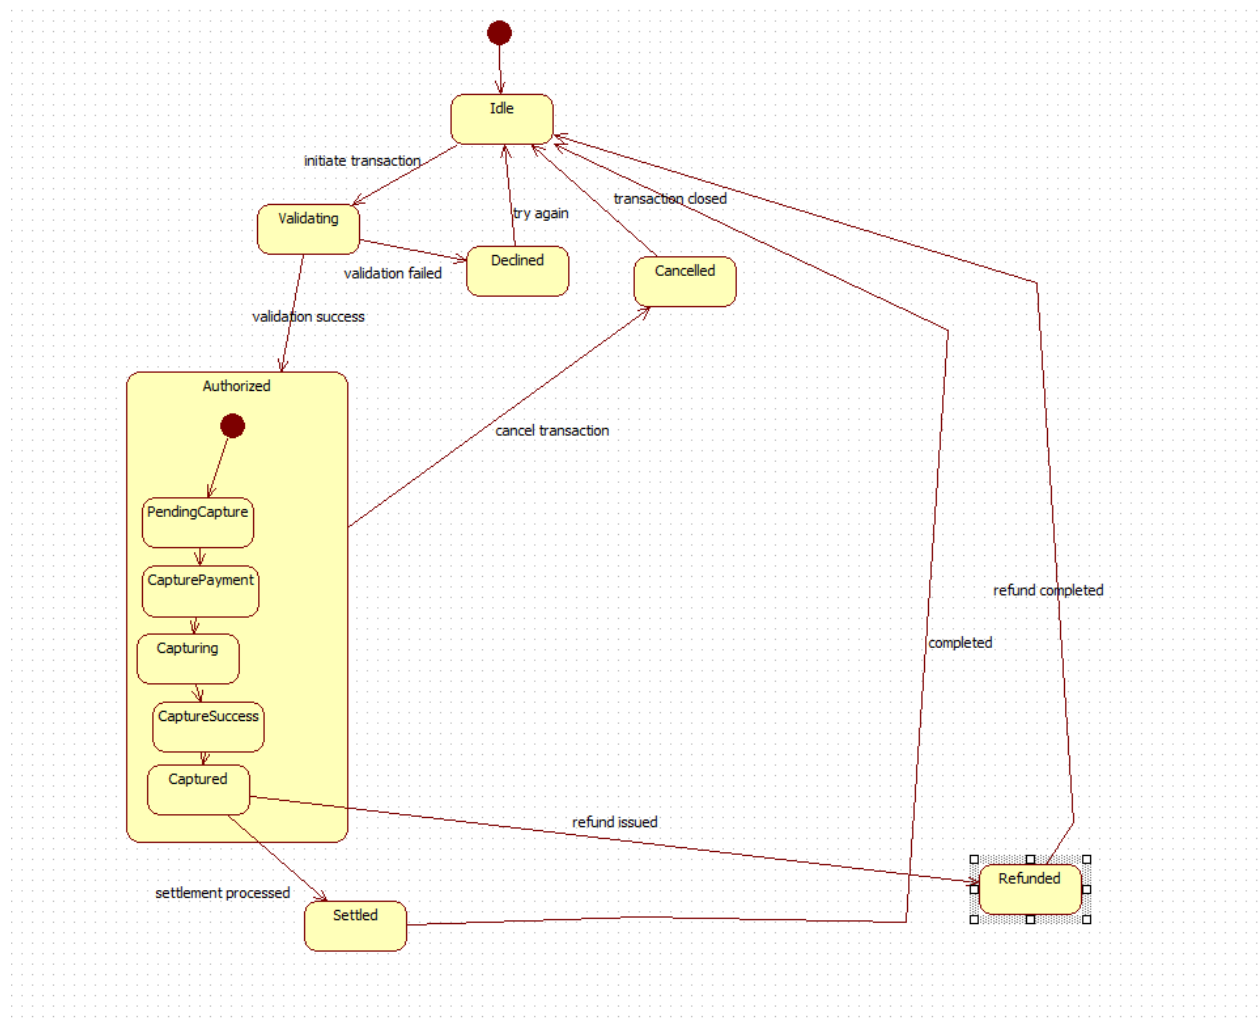 Idle
initiate transaction
transaction closed
Validating
try again
Declined
Cancelled
validation failed
validation success
Authorized
cancel transaction
PendingCapture
CapturePayment
refund completed
completed
Capturing
CaptureSuccess
Captured
refund issued
Refunded
settlement processed
Settled